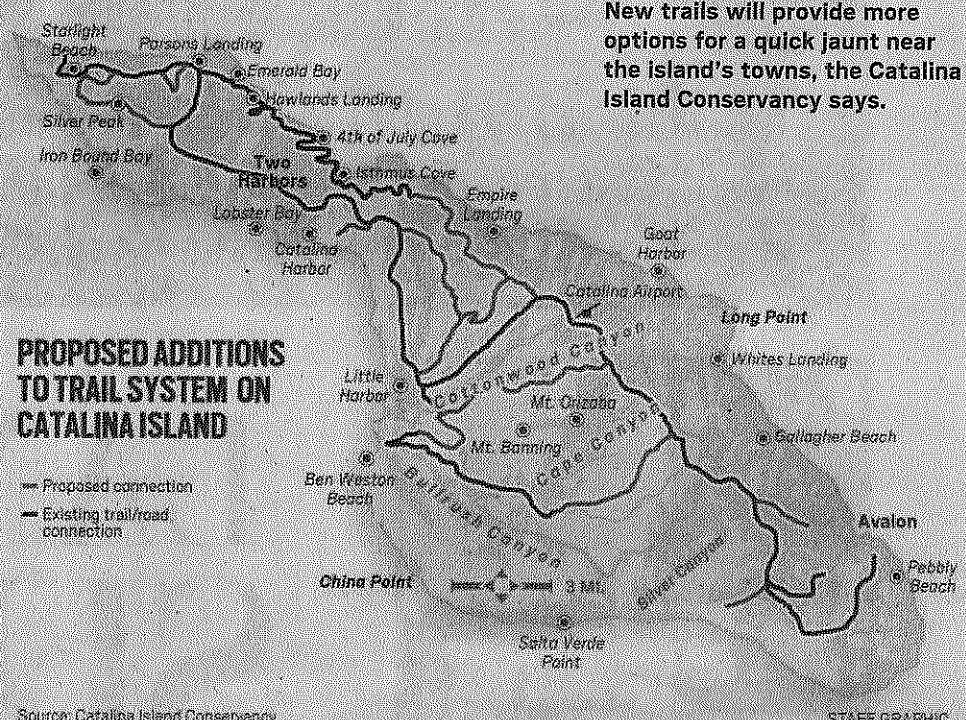 New trails will provide more
options for a quick jaunt near
the island's towns, the Catalina
Island Conservancy says.
Starlight
Beach
Parsons Landing
Emerald Bay
Howlands Landing
Silver Peak
4th of July Cove
Iron Bound Bay
Two
Harbors
Isthmus Cove
Empire
Landing
Lobster Bay
Catalina
Harbor
Goat
Harbor
Catalina Airport
Long Point
PROPOSED ADDITIONS
TO TRAIL SYSTEM ON
CATALINA ISLAND
Whites Landing
Little
Harbor
Cottonwood Canyon
Mt. Orizaba
Mt. Banning
Cape Canyon
Gallagher Beach
Proposed connection
Existing trail/road
connection
Ben Weston
Beach
Bullrush Canyon
Avalon
Pebbly
Beach
China Point
3 Mi.
Silver Canyon
Salta Verde
Point
Source: Catalina Island Conservancy
STAFF GRAPHIC